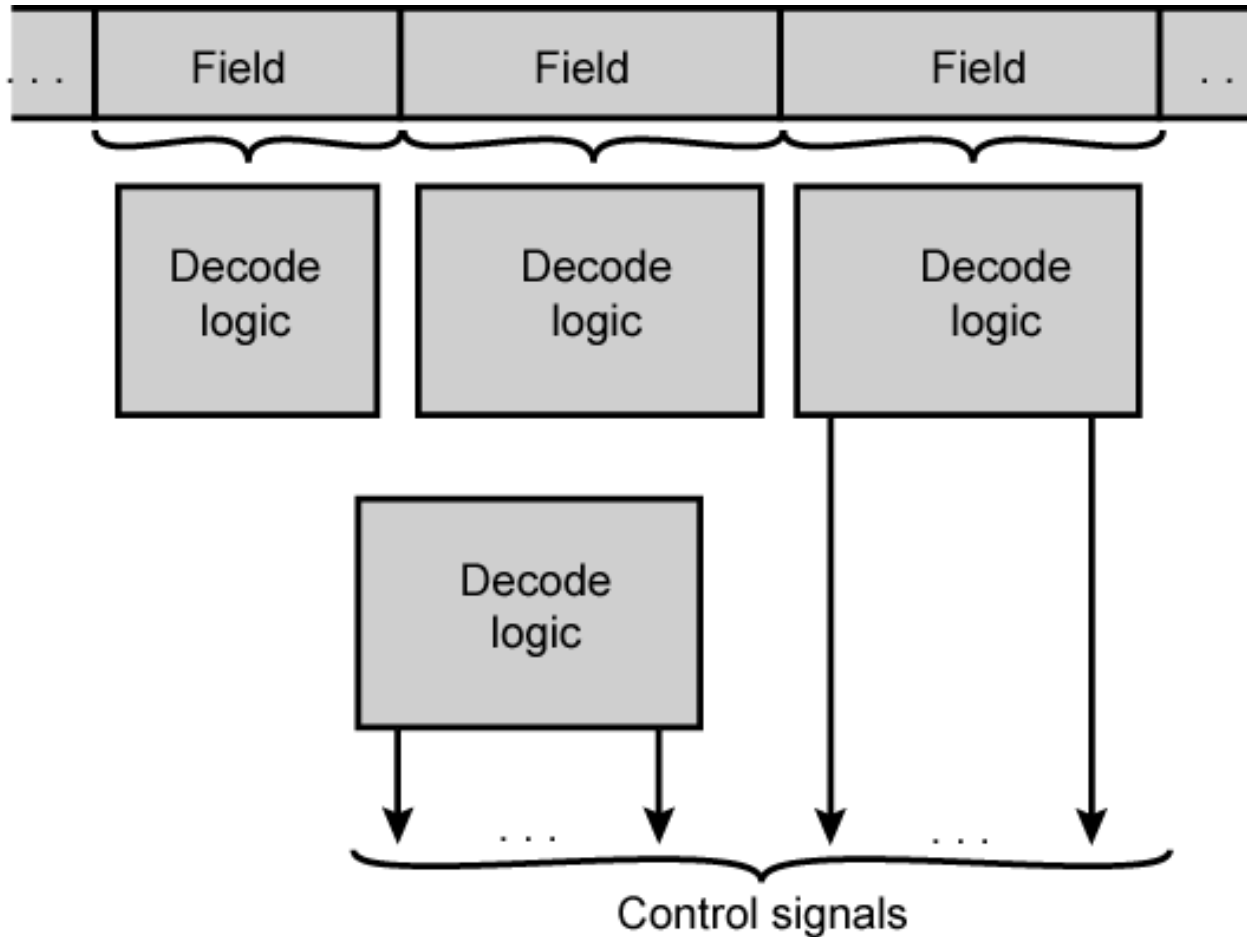 . . . Field Field Field . .
Decode Decode Decode
logic logic logic
Decode
logic
. . . . . .
Control signals